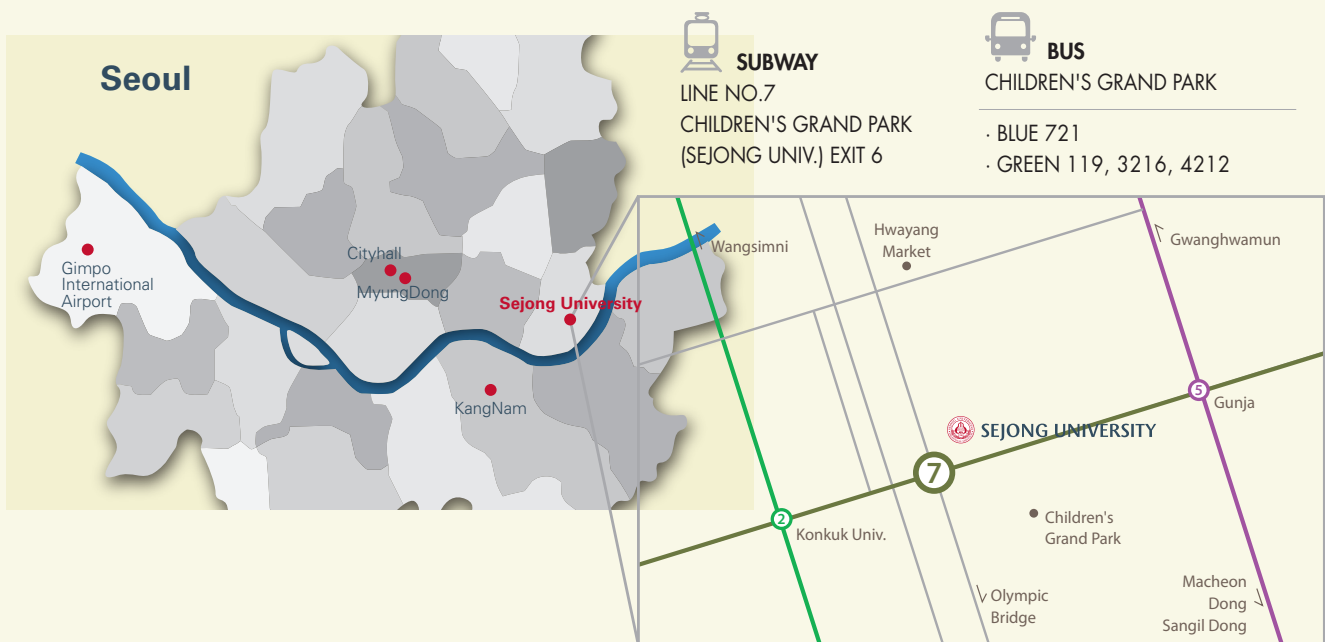 Seoul
Gimpo
International
Airport
Cityhall
MyungDong
Sejong University
KangNam
SUBWAY
LINE NO.7
CHILDREN'S GRAND PARK
(SEJONG UNIV.) EXIT 6
BUS
CHILDREN'S GRAND PARK
· BLUE 721
· GREEN 119, 3216, 4212
Wangsimni
Hwayang
Market
Gwanghwamun
5
Gunja
SEJONG UNIVERSITY
7
2
Konkuk Univ.
Children's
Grand Park
Olympic
Bridge
Macheon
Dong
Sangil Dong